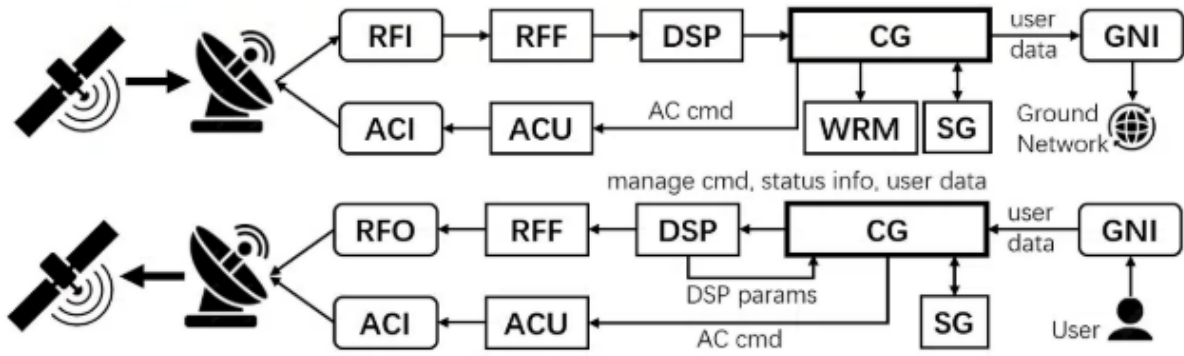 RFI
RFF
DSP
CG
user
data
GNI
ACI
ACU
AC cmd
WRM
SG
Ground
Network
manage cmd, status info, user data
RFO
RFF
DSP
CG
user
data
GNI
DSP params
ACI
ACU
AC cmd
SG
User